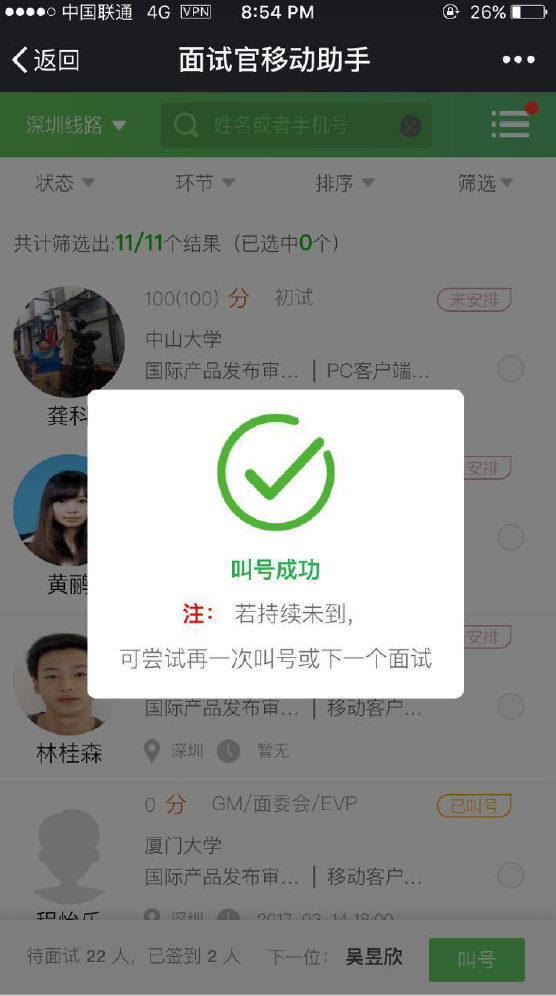 中国联通 4G VPN 8:54 PM 26%
返回 面试官移动助手
深圳线路 姓名或者手机号
状态 环节 排序 筛选
共计筛选出:11/11个结果（已选中0个）
100(100) 分 初试 未安排
中山大学
国际产品发布审... | PC客户端...
龚科
安排
黄鹂
叫号成功
注： 若持续未到,
可尝试再一次叫号或下一个面试
安排
国际产品发布审... | 移动客户...
林桂森 深圳 暂无
0 分 GM/面委会/EVP 已叫号
厦门大学
国际产品发布审... | 移动客户...
程怡乐 深圳 2017-03-14 18:00
待面试 22 人，已签到 2 人 下一位： 吴昱欣 叫号